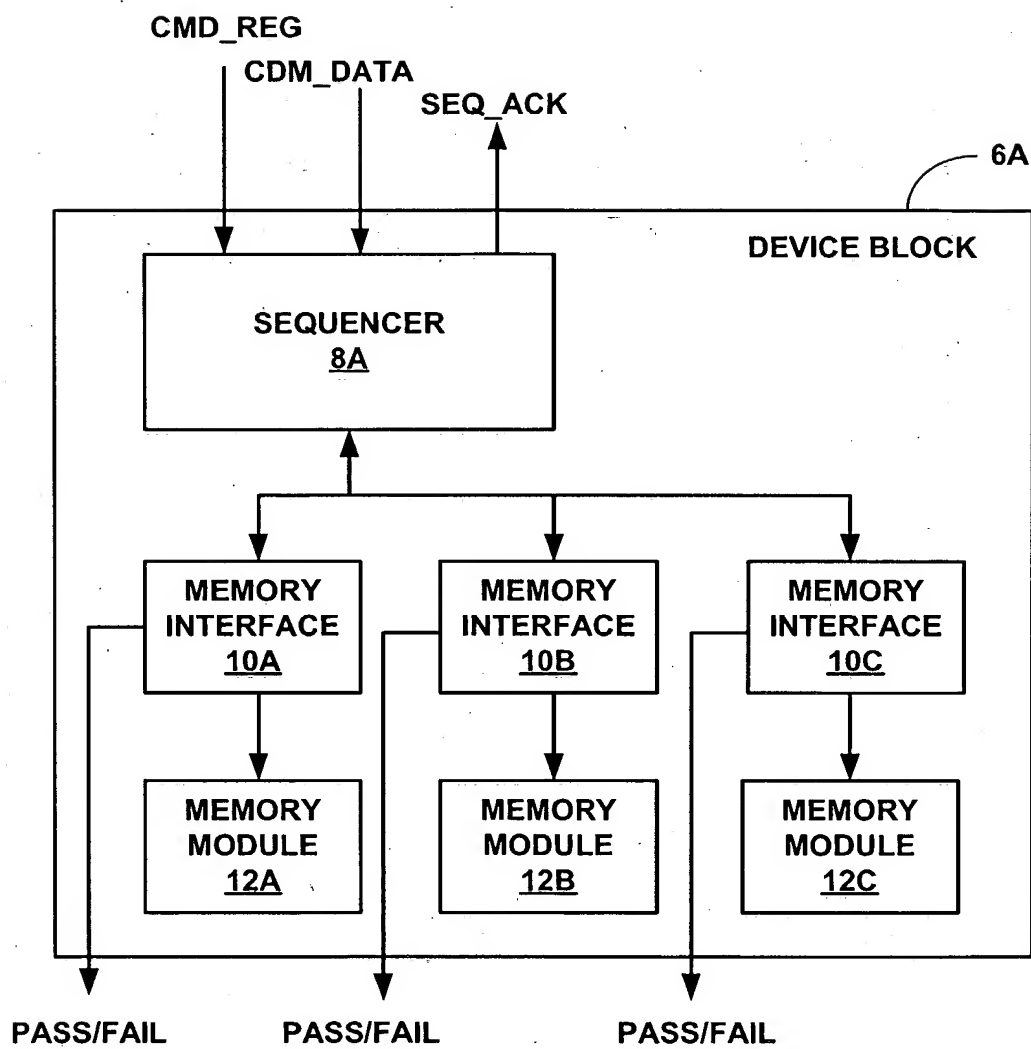 CMD_REG
CDM_DATA
SEQ_ACK
6A
DEVICE BLOCK
SEQUENCER
8A
MEMORY
INTERFACE
10A
MEMORY
INTERFACE
10B
MEMORY
INTERFACE
10C
MEMORY
MODULE
12A
MEMORY
MODULE
12B
MEMORY
MODULE
12C
PASS/FAIL
PASS/FAIL
PASS/FAIL